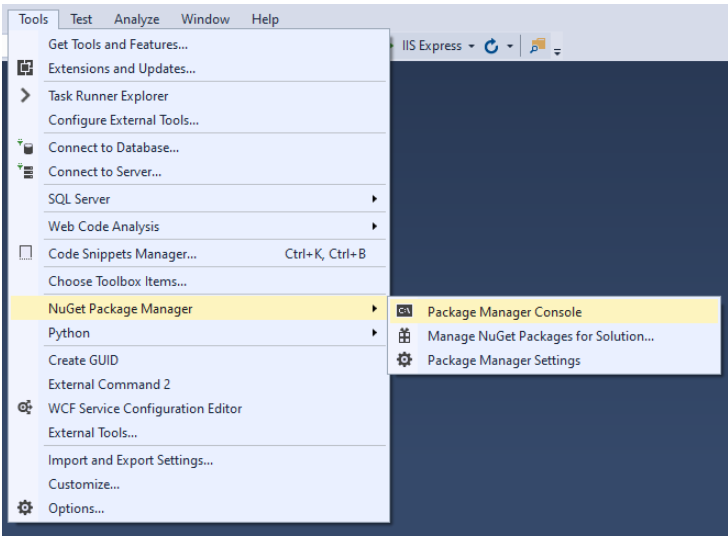 Tools Test Analyze Window Help
IIS Express
Get Tools and Features...
Extensions and Updates...
Task Runner Explorer
Configure External Tools...
Connect to Database...
Connect to Server...
SQL Server
Web Code Analysis
Code Snippets Manager... Ctrl+K, Ctrl+B
Choose Toolbox Items...
NuGet Package Manager
Package Manager Console
Manage NuGet Packages for Solution...
Package Manager Settings
Python
Create GUID
External Command 2
WCF Service Configuration Editor
External Tools...
Import and Export Settings...
Customize...
Options...